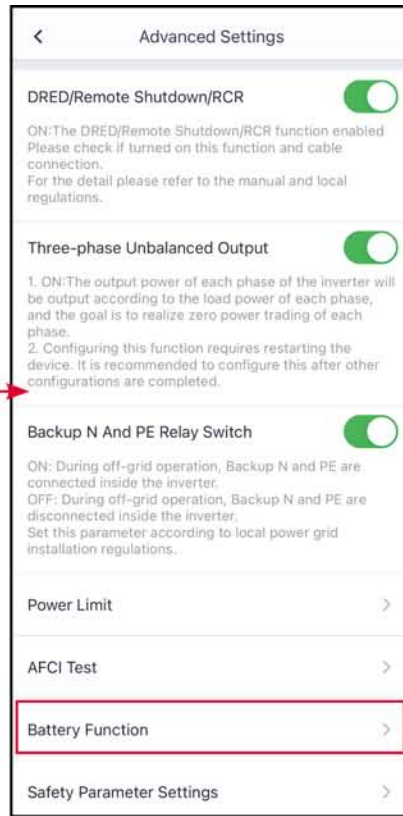 Advanced Settings
DRED/Remote Shutdown/RCR
ON:The DRED/Remote Shutdown/RCR function enabled
Please check if turned on this function and cable
connection.
For the detail please refer to the manual and local
regulations.
Three-phase Unbalanced Output
1. ON:The output power of each phase of the inverter will
be output according to the load power of each phase,
and the goal is to realize zero power trading of each
phase.
2. Configuring this function requires restarting the
device. It is recommended to configure this after other
configurations are completed.
Backup N And PE Relay Switch
ON: During off-grid operation, Backup N and PE are
connected inside the inverter.
OFF: During off-grid operation, Backup N and PE are
disconnected inside the inverter.
Set this parameter according to local power grid
installation regulations.
Power Limit
AFCI Test
Battery Function
Safety Parameter Settings